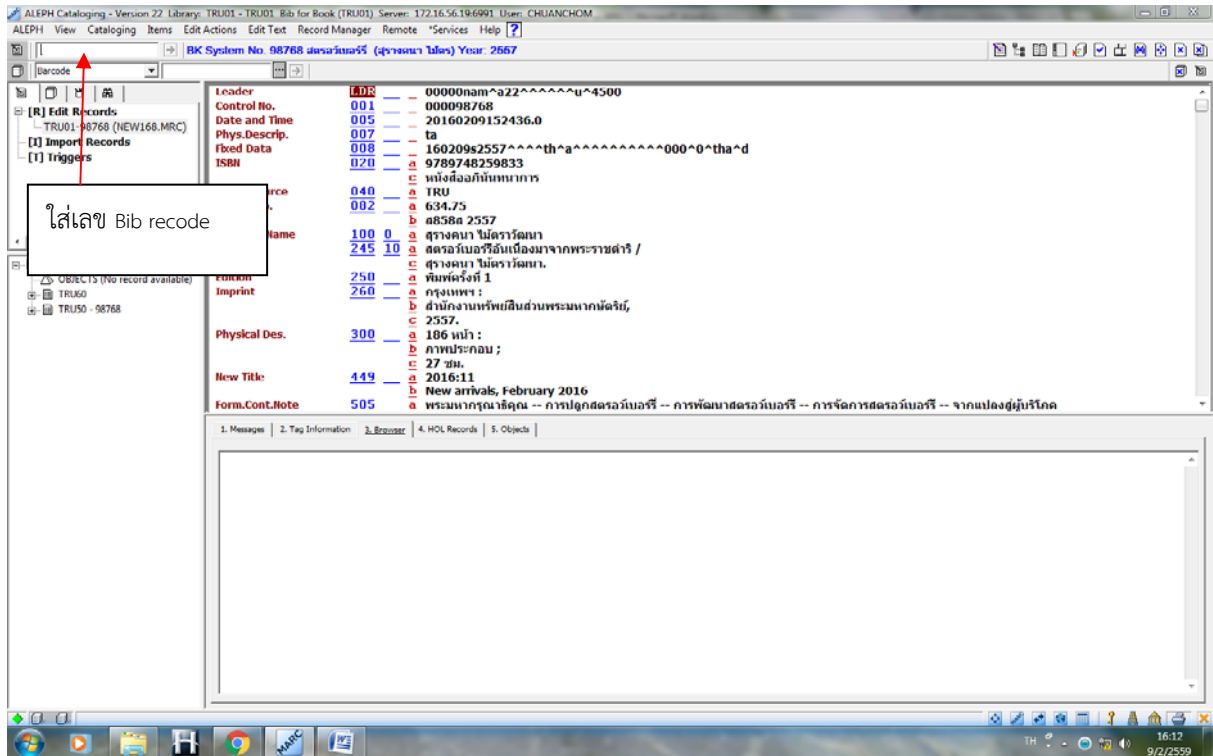 ALEPH Cataloging - Version 22 Library: TRU01 - TRU01 Bib for Book (TRU01) Server: 172.16.56.19:6991 User: CHUANCHOM
ALEPH View Cataloging Items Edit Actions Edit Text Record Manager Remote *Services Help ?
BK System No. 98768 สตรอว์เบอร์รี (สุรางคนา ไม้ตร) Year: 2557
Barcode
[R] Edit Records
TRU01-98768 (NEW168.MRC)
[I] Import Records
[T] Triggers
ใส่เลข Bib recode
OBJECTS (No record available)
TRU60
TRU50 - 98768
Leader LDR _ _ _ 00000nam^a22^^^^^^u^4500
Control No. 001 _ _ _ 000098768
Date and Time 005 _ _ _ 20160209152436.0
Phys.Descrip. 007 _ _ _ ta
Fixed Data 008 _ _ _ 160209s2557^^^^th^a^^^^^^^^^^000^0^tha^d
ISBN 020 _ _ a 9789748259833
c หนังสืออภินันทนาการ
rce 040 _ _ a TRU
082 _ _ a 634.75
b ส858ส 2557
Name 100 0 _ a สุรางคนา ไม้ตราวัฒนา
245 10 a สตรอว์เบอร์รีอันเนื่องมาจากพระราชดำริ /
c สุรางคนา ไม้ตราวัฒนา.
Edition 250 _ _ a พิมพ์ครั้งที่ 1
Imprint 260 _ _ a กรุงเทพฯ :
b สำนักงานทรัพย์สินส่วนพระมหากษัตริย์,
c 2557.
Physical Des. 300 _ _ a 186 หน้า :
b ภาพประกอบ ;
c 27 ซม.
New Title 449 _ _ a 2016:11
b New arrivals, February 2016
Form.Cont.Note 505 a พระมหากรุณาธิคุณ -- การปลูกสตรอว์เบอร์รี -- การพัฒนาสตรอว์เบอร์รี -- การจัดการสตรอว์เบอร์รี -- จากแปลงสู่ผู้บริโภค
1. Messages 2. Tag Information 3. Browser 4. HOL Records 5. Objects
TH 16:12
9/2/2559